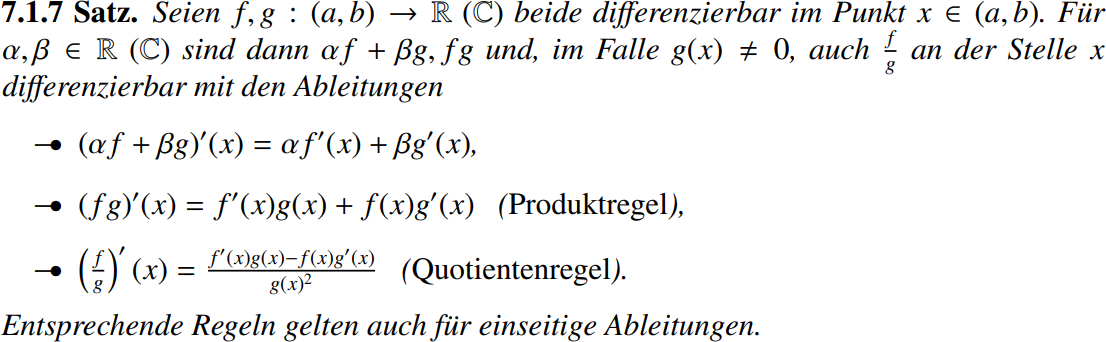 7.1.7 Satz. Seien f, g : (a, b) → ℝ (ℂ) beide differenzierbar im Punkt x ∈ (a, b). Für
α, β ∈ ℝ (ℂ) sind dann αf + βg, fg und, im Falle g(x) ≠ 0, auch f/g an der Stelle x
differenzierbar mit den Ableitungen
⊸ (αf + βg)′(x) = αf′(x) + βg′(x),
⊸ (fg)′(x) = f′(x)g(x) + f(x)g′(x) (Produktregel),
⊸ (f/g)′(x) = (f′(x)g(x)−f(x)g′(x))/g(x)² (Quotientenregel).
Entsprechende Regeln gelten auch für einseitige Ableitungen.